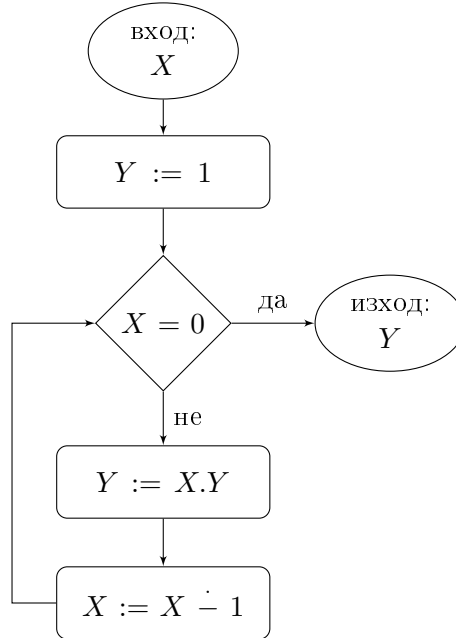 вход:
X
Y := 1
X = 0
да
изход:
Y
не
Y := X.Y
X := X ∸ 1